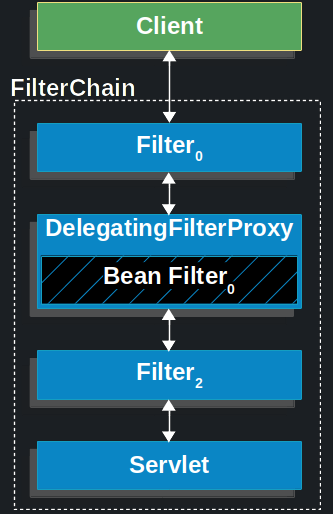 Client
FilterChain
Filter₀
DelegatingFilterProxy
Bean Filter₀
Filter₂
Servlet